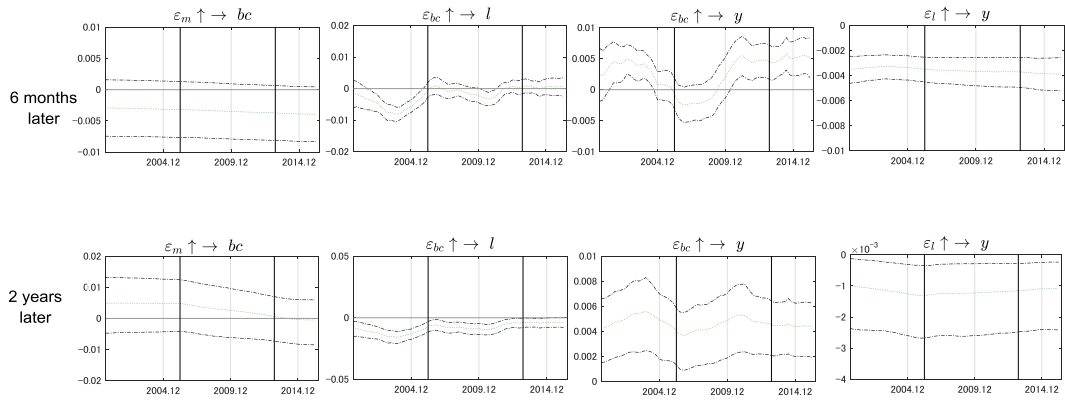 ε_m ↑ → bc
ε_bc ↑ → l
ε_bc ↑ → y
ε_l ↑ → y
6 months
later
0.01
0.005
0
−0.005
−0.01
2004.12 2009.12 2014.12
0.02
0.01
0
−0.01
−0.02
2004.12 2009.12 2014.12
0.01
0.005
0
−0.005
−0.01
2004.12 2009.12 2014.12
0
−0.002
−0.004
−0.006
−0.008
−0.01
2004.12 2009.12 2014.12
ε_m ↑ → bc
ε_bc ↑ → l
ε_bc ↑ → y
ε_l ↑ → y
2 years
later
0.02
0.01
0
−0.01
−0.02
2004.12 2009.12 2014.12
0.05
0
−0.05
2004.12 2009.12 2014.12
0.01
0.008
0.006
0.004
0.002
0
2004.12 2009.12 2014.12
×10⁻³
0
−1
−2
−3
−4
2004.12 2009.12 2014.12